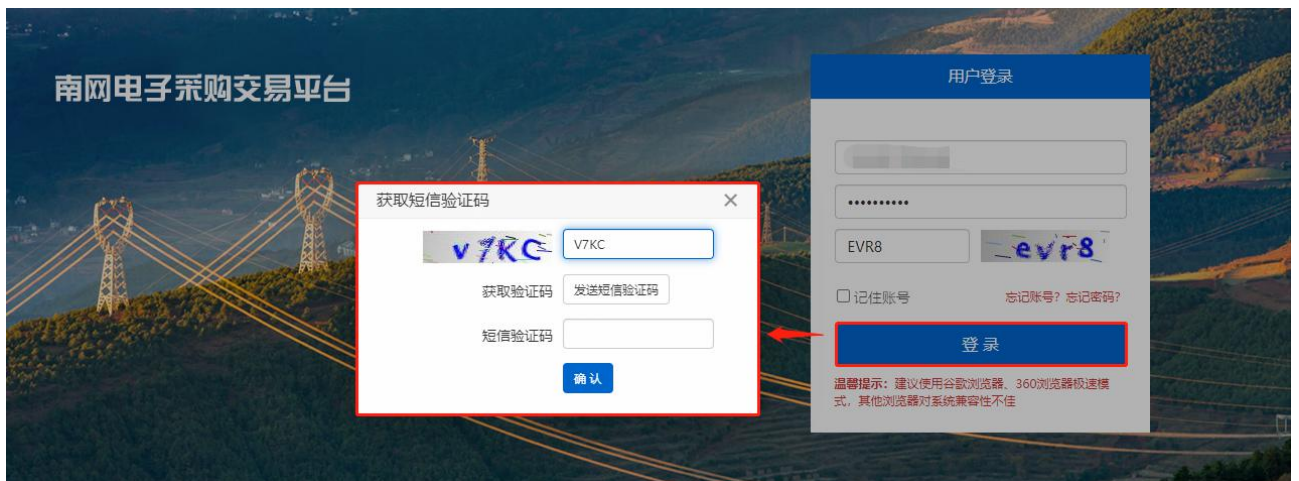 南网电子采购交易平台
用户登录
••••••••••
EVR8
evr8
记住账号
忘记账号? 忘记密码?
登录
温馨提示：建议使用谷歌浏览器、360浏览器极速模
式，其他浏览器对系统兼容性不佳
获取短信验证码
×
v7KC
V7KC
获取验证码
发送短信验证码
短信验证码
确认